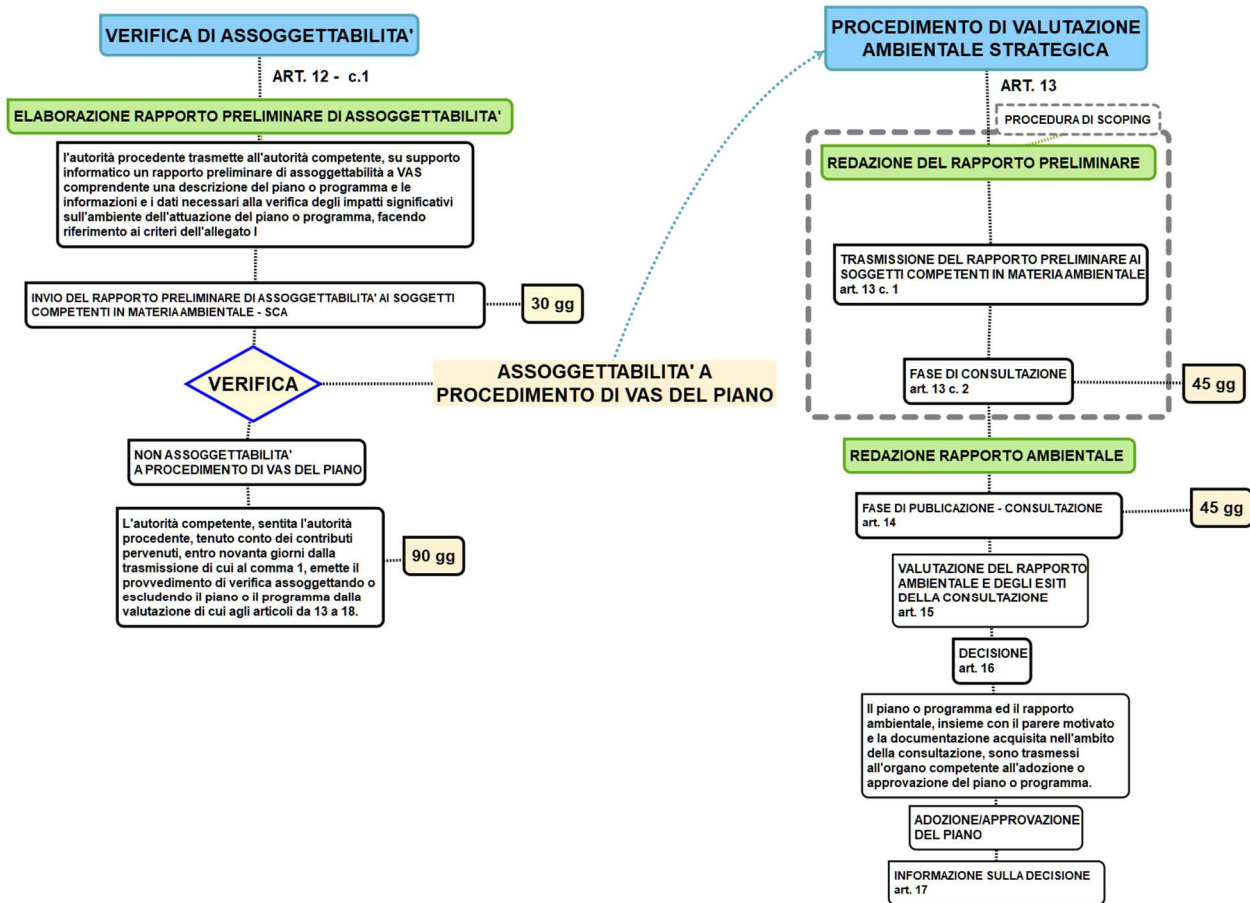 VERIFICA DI ASSOGGETTABILITA'
ART. 12 - c.1
ELABORAZIONE RAPPORTO PRELIMINARE DI ASSOGGETTABILITA'
l'autorità procedente trasmette all'autorità competente, su supporto
informatico un rapporto preliminare di assoggettabilità a VAS
comprendente una descrizione del piano o programma e le
informazioni e i dati necessari alla verifica degli impatti significativi
sull'ambiente dell'attuazione del piano o programma, facendo
riferimento ai criteri dell'allegato I
INVIO DEL RAPPORTO PRELIMINARE DI ASSOGGETTABILITA' AI SOGGETTI
COMPETENTI IN MATERIA AMBIENTALE - SCA
30 gg
VERIFICA
ASSOGGETTABILITA' A
PROCEDIMENTO DI VAS DEL PIANO
NON ASSOGGETTABILITA'
A PROCEDIMENTO DI VAS DEL PIANO
L'autorità competente, sentita l'autorità
procedente, tenuto conto dei contributi
pervenuti, entro novanta giorni dalla
trasmissione di cui al comma 1, emette il
provvedimento di verifica assoggettando o
escludendo il piano o il programma dalla
valutazione di cui agli articoli da 13 a 18.
90 gg
PROCEDIMENTO DI VALUTAZIONE
AMBIENTALE STRATEGICA
ART. 13
PROCEDURA DI SCOPING
REDAZIONE DEL RAPPORTO PRELIMINARE
TRASMISSIONE DEL RAPPORTO PRELIMINARE AI
SOGGETTI COMPETENTI IN MATERIA AMBIENTALE
art. 13 c. 1
FASE DI CONSULTAZIONE
art. 13 c. 2
45 gg
REDAZIONE RAPPORTO AMBIENTALE
FASE DI PUBLICAZIONE - CONSULTAZIONE
art. 14
45 gg
VALUTAZIONE DEL RAPPORTO
AMBIENTALE E DEGLI ESITI
DELLA CONSULTAZIONE
art. 15
DECISIONE
art. 16
Il piano o programma ed il rapporto
ambientale, insieme con il parere motivato
e la documentazione acquisita nell'ambito
della consultazione, sono trasmessi
all'organo competente all'adozione o
approvazione del piano o programma.
ADOZIONE/APPROVAZIONE
DEL PIANO
INFORMAZIONE SULLA DECISIONE
art. 17